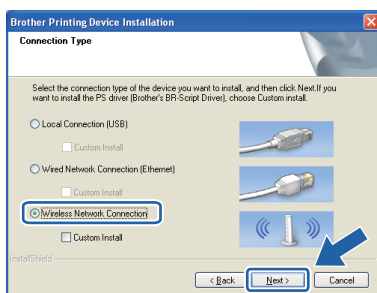 Brother Printing Device Installation
Connection Type
Select the connection type of the device you want to install, and then click Next.If you
want to install the PS driver (Brother's BR-Script Driver), choose Custom install.
Local Connection (USB)
Custom Install
Wired Network Connection (Ethernet)
Custom Install
Wireless Network Connection
Custom Install
InstallShield
< Back Next > Cancel